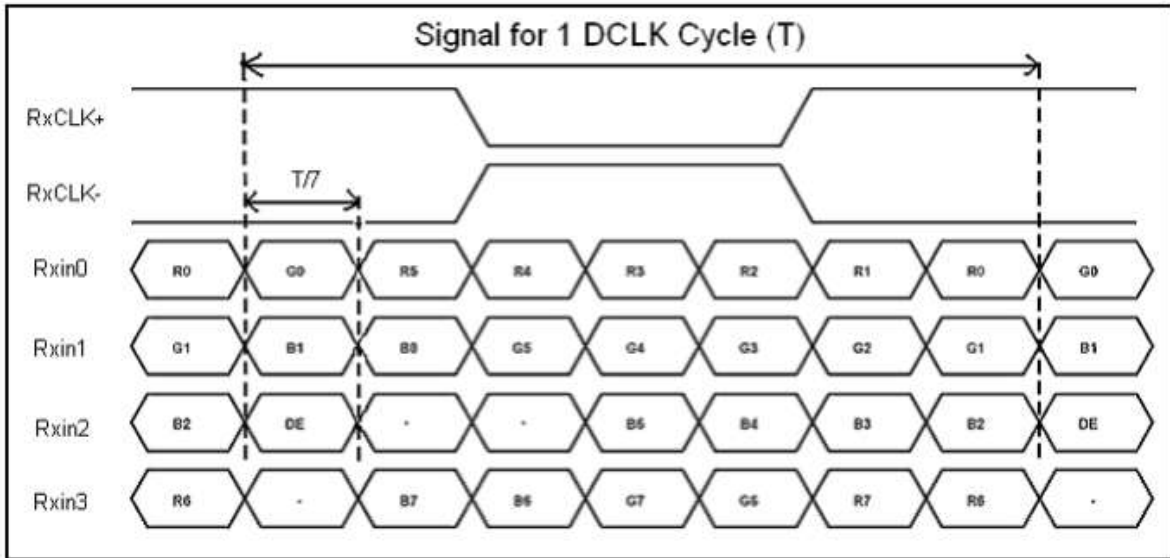 Signal for 1 DCLK Cycle (T)
RxCLK+
RxCLK-
T/7
Rxin0 R0 G0 R5 R4 R3 R2 R1 R0 G0
Rxin1 G1 B1 B0 G5 G4 G3 G2 G1 B1
Rxin2 B2 DE - - B5 B4 B3 B2 DE
Rxin3 R6 - B7 B6 G7 G6 R7 R6 -